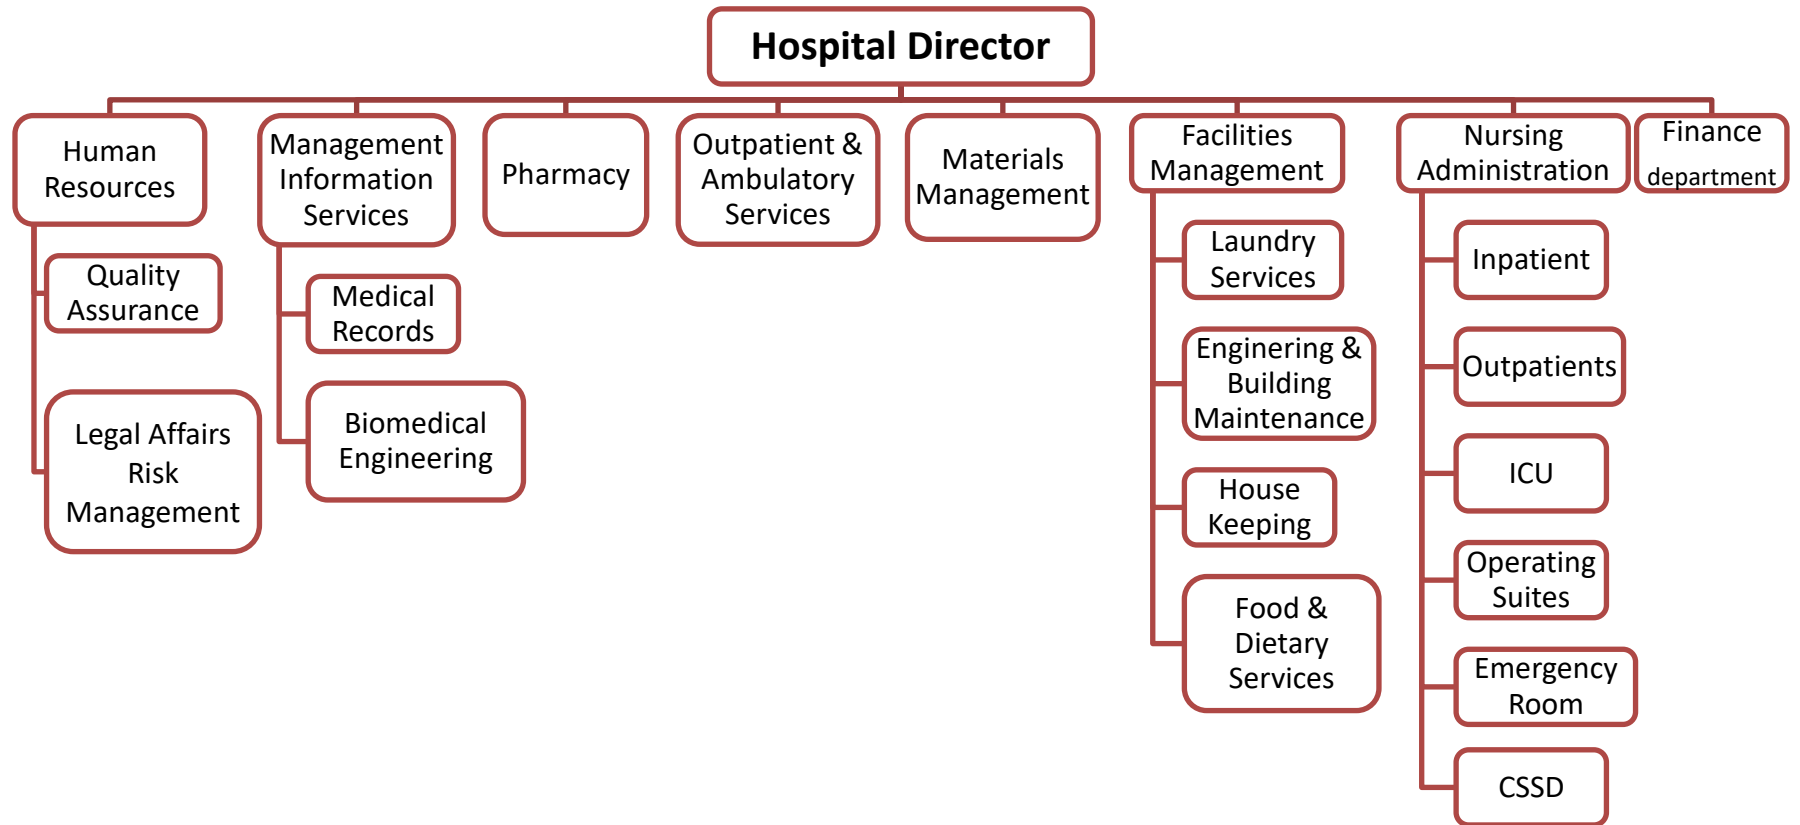 Hospital Director
Human
Resources
Management
Information
Services
Pharmacy
Outpatient &
Ambulatory
Services
Materials
Management
Facilities
Management
Nursing
Administration
Finance
department
Quality
Assurance
Legal Affairs
Risk
Management
Medical
Records
Biomedical
Engineering
Laundry
Services
Enginering &
Building
Maintenance
House
Keeping
Food &
Dietary
Services
Inpatient
Outpatients
ICU
Operating
Suites
Emergency
Room
CSSD